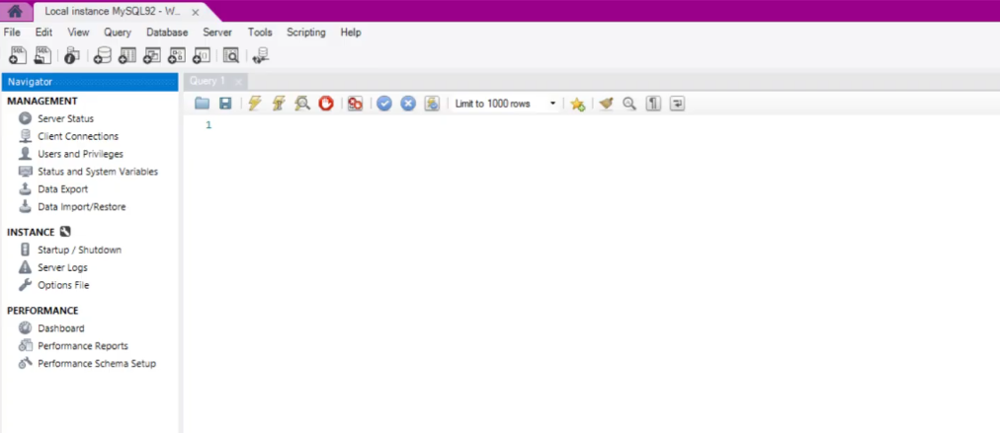 Local instance MySQL92 - W...
File Edit View Query Database Server Tools Scripting Help
Navigator
MANAGEMENT
Server Status
Client Connections
Users and Privileges
Status and System Variables
Data Export
Data Import/Restore
INSTANCE
Startup / Shutdown
Server Logs
Options File
PERFORMANCE
Dashboard
Performance Reports
Performance Schema Setup
Query 1
Limit to 1000 rows
1